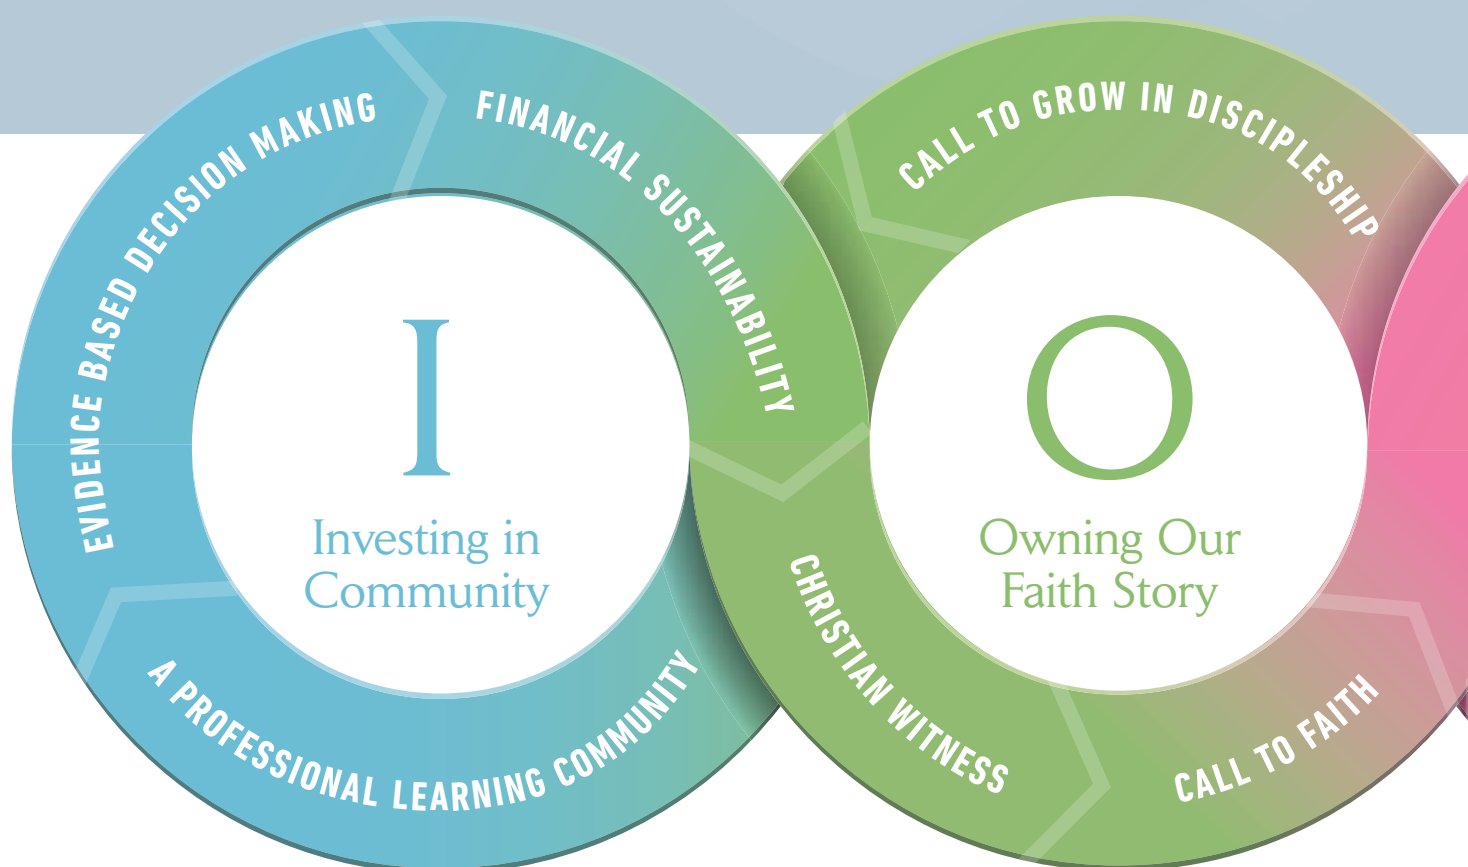 EVIDENCE BASED DECISION MAKING
FINANCIAL SUSTAINABILITY
A PROFESSIONAL LEARNING COMMUNITY
I
Investing in
Community
CALL TO GROW IN DISCIPLESHIP
CHRISTIAN WITNESS
CALL TO FAITH
O
Owning Our
Faith Story